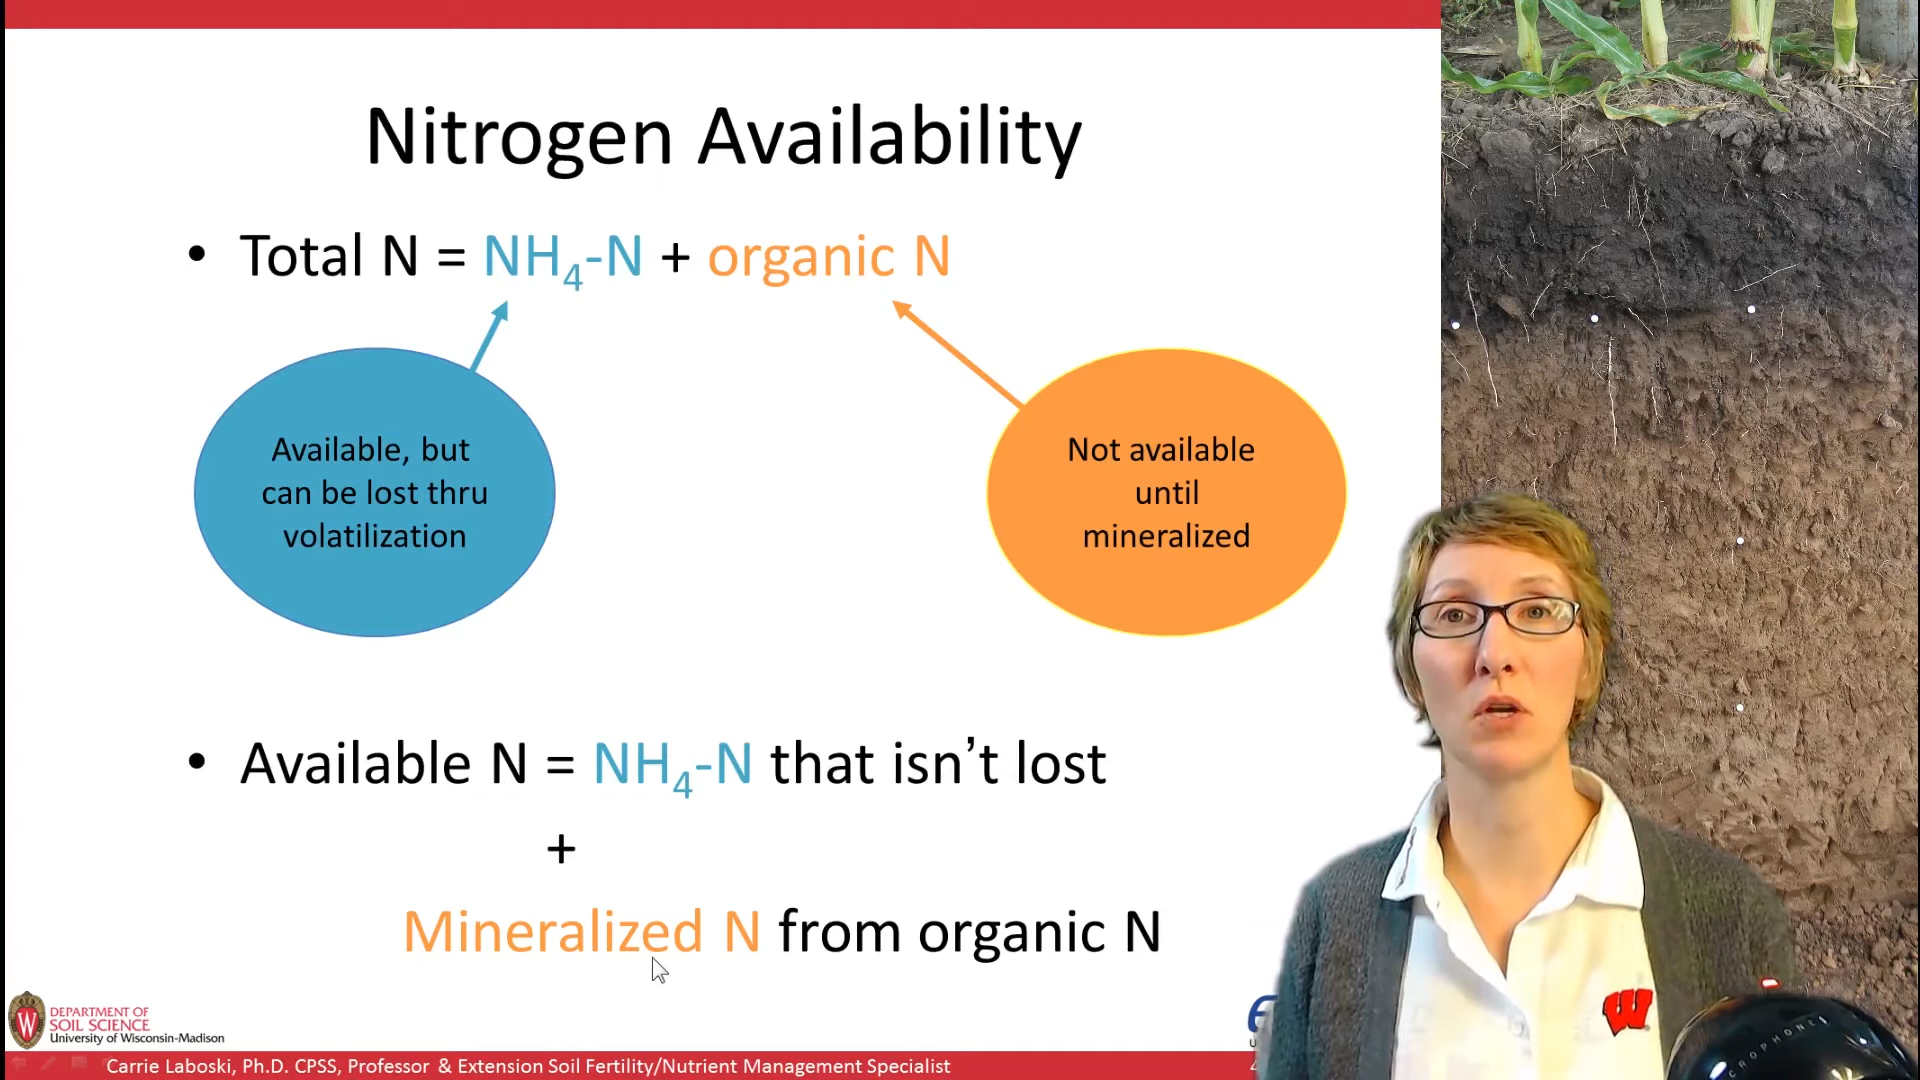 Nitrogen Availability
• Total N = NH4-N + organic N
Available, but
can be lost thru
volatilization
Not available
until
mineralized
• Available N = NH4-N that isn’t lost
+
Mineralized N from organic N
W
DEPARTMENT OF
SOIL SCIENCE
University of Wisconsin-Madison
W
Carrie Laboski, Ph.D. CPSS, Professor & Extension Soil Fertility/Nutrient Management Specialist